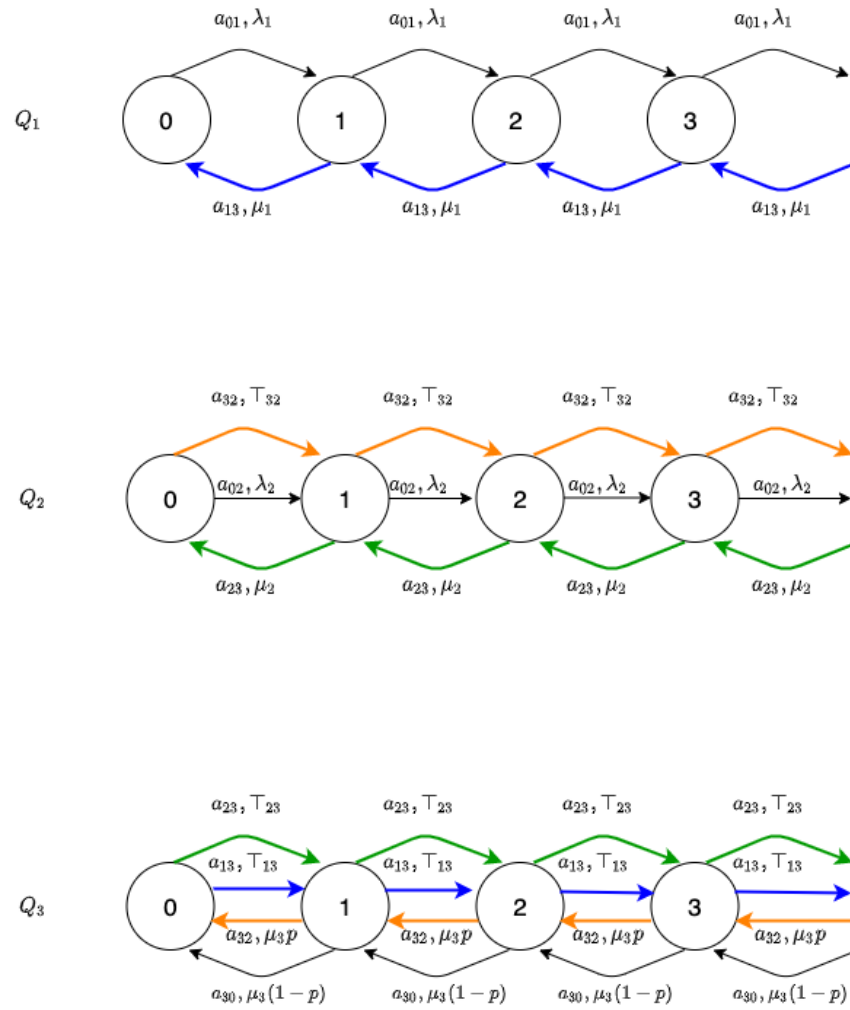 a₀₁, λ₁ a₀₁, λ₁ a₀₁, λ₁ a₀₁, λ₁
Q₁ 0 1 2 3
a₁₃, μ₁ a₁₃, μ₁ a₁₃, μ₁ a₁₃, μ₁
a₃₂, ⊤₃₂ a₃₂, ⊤₃₂ a₃₂, ⊤₃₂ a₃₂, ⊤₃₂
a₀₂, λ₂ a₀₂, λ₂ a₀₂, λ₂ a₀₂, λ₂
Q₂ 0 1 2 3
a₂₃, μ₂ a₂₃, μ₂ a₂₃, μ₂ a₂₃, μ₂
a₂₃, ⊤₂₃ a₂₃, ⊤₂₃ a₂₃, ⊤₂₃ a₂₃, ⊤₂₃
a₁₃, ⊤₁₃ a₁₃, ⊤₁₃ a₁₃, ⊤₁₃ a₁₃, ⊤₁₃
Q₃ 0 1 2 3
a₃₂, μ₃p a₃₂, μ₃p a₃₂, μ₃p a₃₂, μ₃p
a₃₀, μ₃(1 − p) a₃₀, μ₃(1 − p) a₃₀, μ₃(1 − p) a₃₀, μ₃(1 − p)